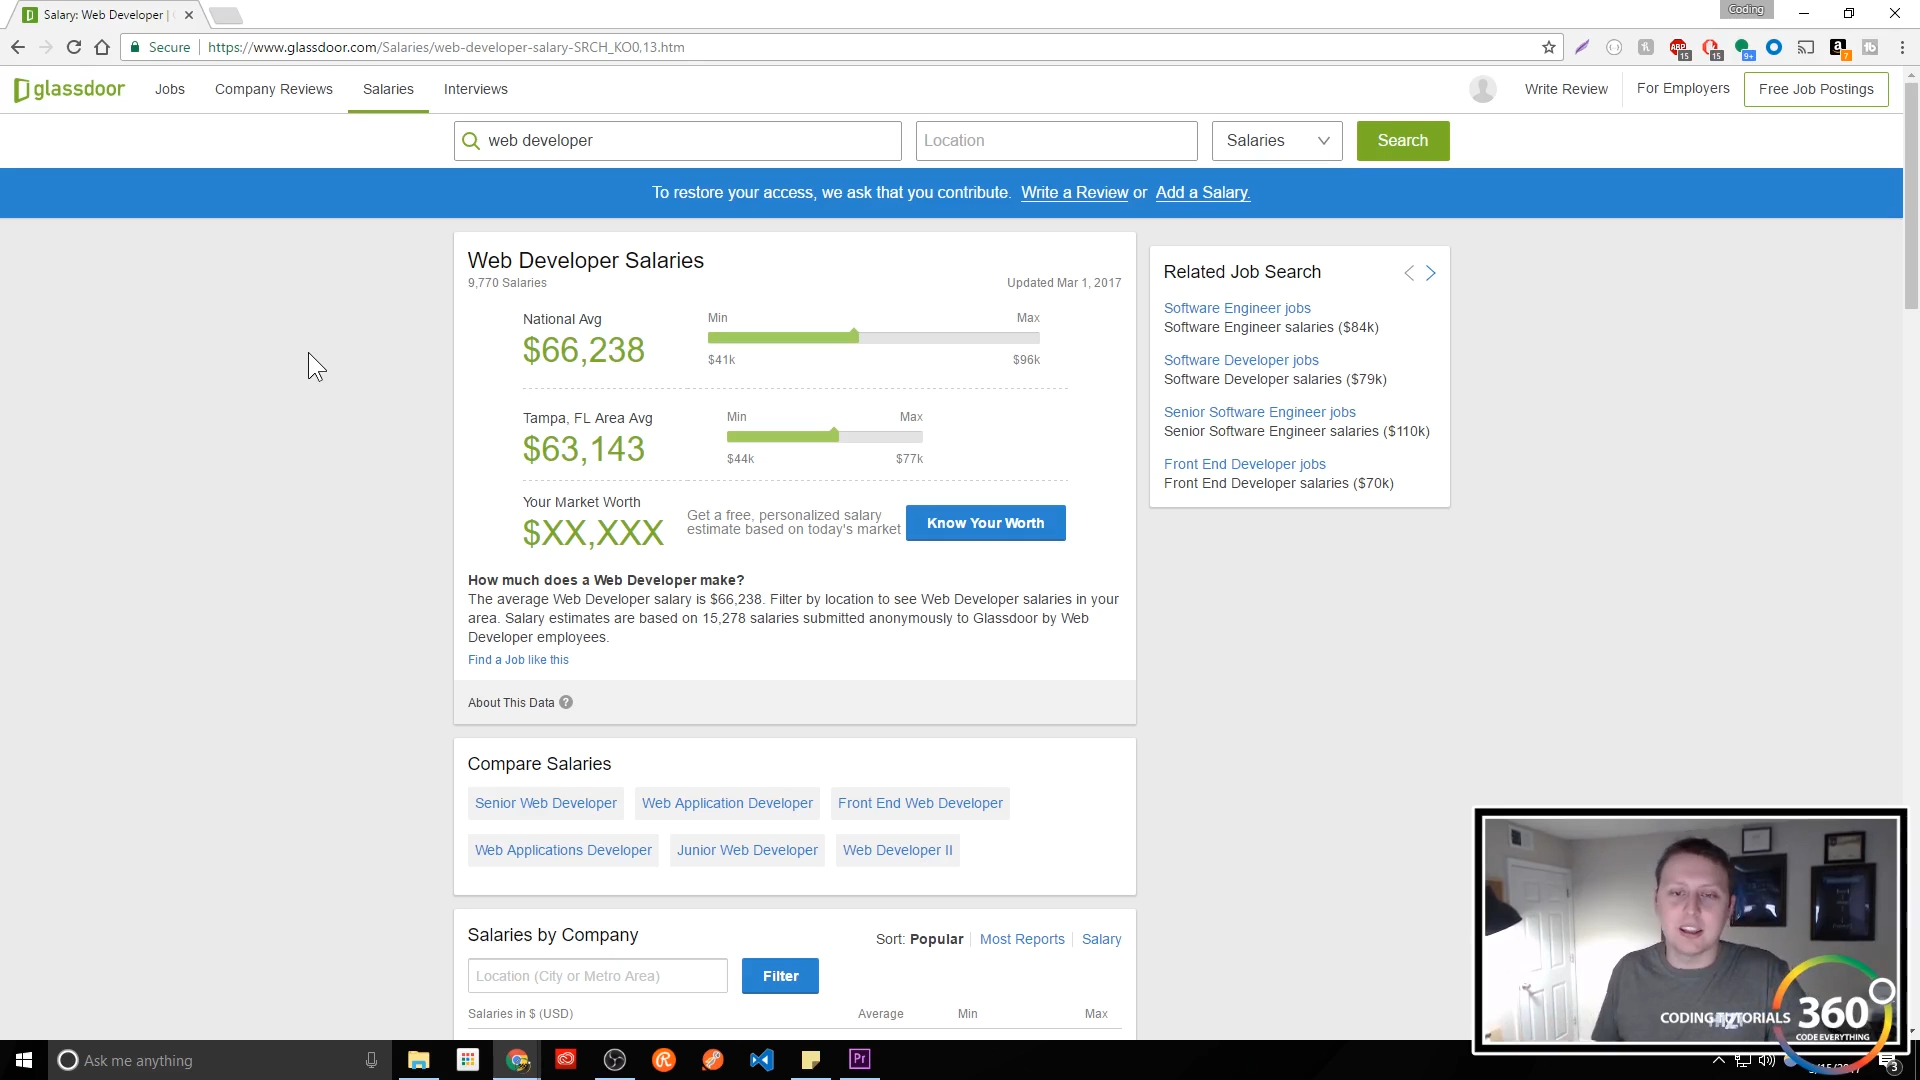 Salary: Web Developer |
Coding
Secure
https://www.glassdoor.com/Salaries/web-developer-salary-SRCH_KO0,13.htm
ABP
15
15
9+
a
7
tb
glassdoor
Jobs
Company Reviews
Salaries
Interviews
Write Review
For Employers
Free Job Postings
web developer
Location
Salaries
Search
To restore your access, we ask that you contribute. Write a Review or Add a Salary.
Web Developer Salaries
9,770 Salaries
Updated Mar 1, 2017
National Avg
$66,238
Min
Max
$41k
$96k
Tampa, FL Area Avg
$63,143
Min
Max
$44k
$77k
Your Market Worth
$XX,XXX
Get a free, personalized salary
estimate based on today's market
Know Your Worth
How much does a Web Developer make?
The average Web Developer salary is $66,238. Filter by location to see Web Developer salaries in your
area. Salary estimates are based on 15,278 salaries submitted anonymously to Glassdoor by Web
Developer employees.
Find a Job like this
About This Data ?
Related Job Search
Software Engineer jobs
Software Engineer salaries ($84k)
Software Developer jobs
Software Developer salaries ($79k)
Senior Software Engineer jobs
Senior Software Engineer salaries ($110k)
Front End Developer jobs
Front End Developer salaries ($70k)
Compare Salaries
Senior Web Developer
Web Application Developer
Front End Web Developer
Web Applications Developer
Junior Web Developer
Web Developer II
Salaries by Company
Sort: Popular
Most Reports
Salary
Location (City or Metro Area)
Filter
Salaries in $ (USD)
Average
Min
Max
CODING TUTORIALS 360
CODE EVERYTHING
Ask me anything
Pr
3